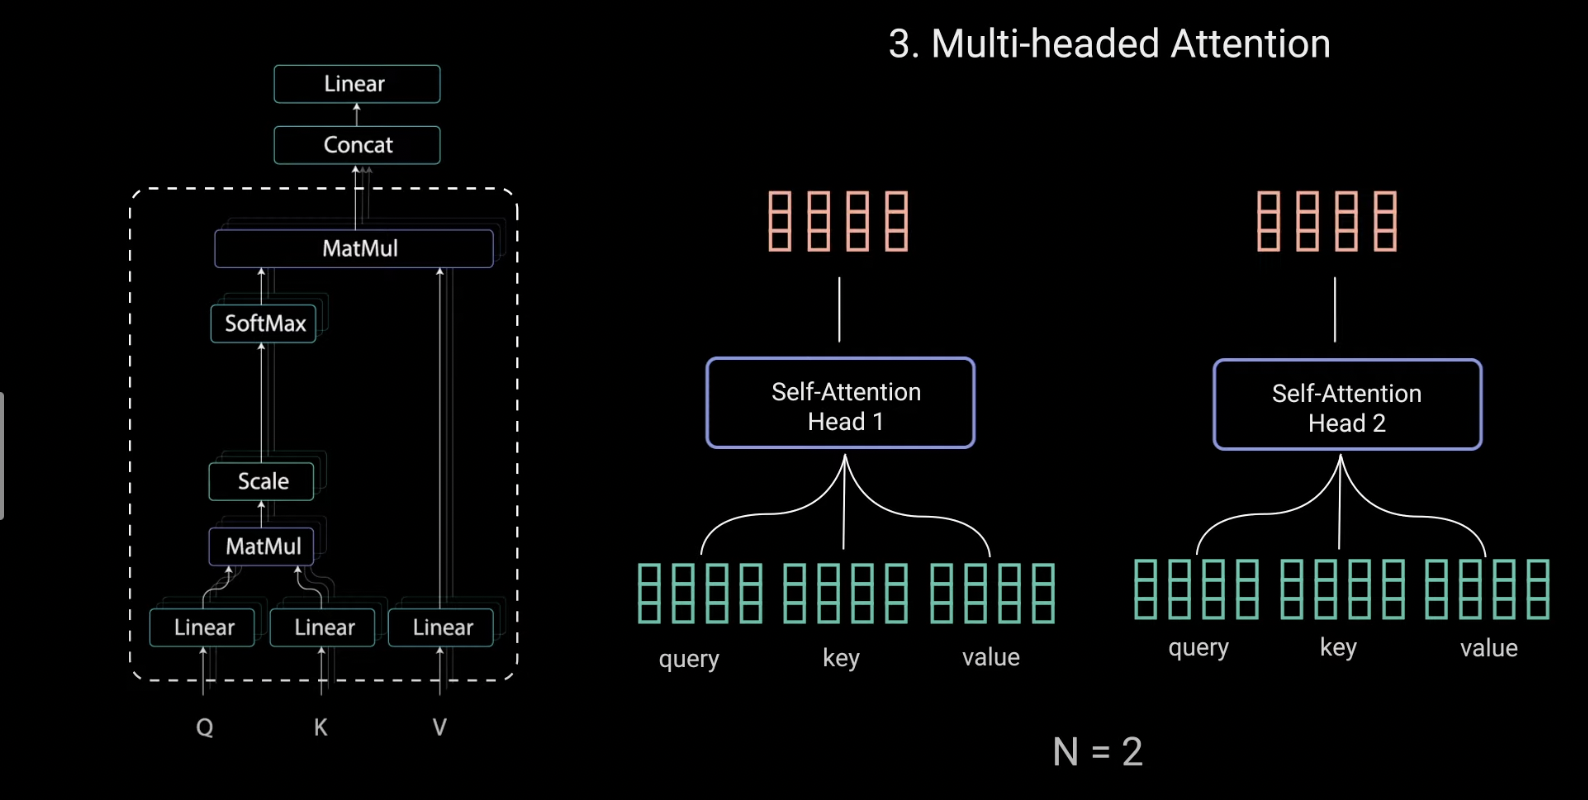 3. Multi-headed Attention
Linear
Concat
MatMul
SoftMax
Scale
MatMul
Linear Linear Linear
Q K V
Self-Attention
Head 1
query key value
Self-Attention
Head 2
query key value
N = 2